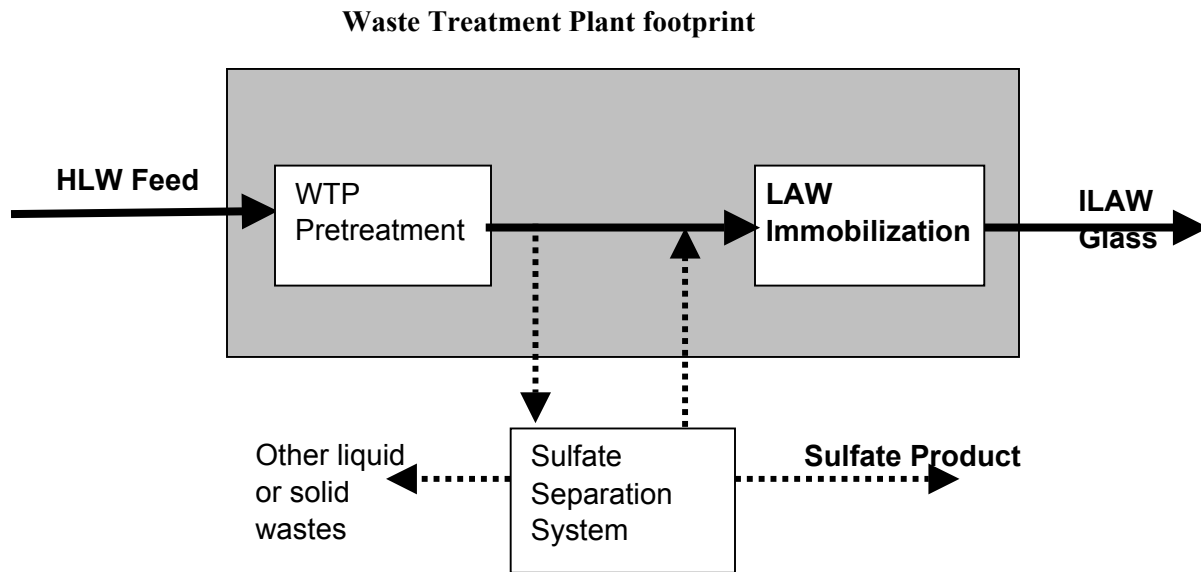 Waste Treatment Plant footprint
HLW Feed
WTP
Pretreatment
LAW
Immobilization
ILAW
Glass
Other liquid
or solid
wastes
Sulfate
Separation
System
Sulfate Product